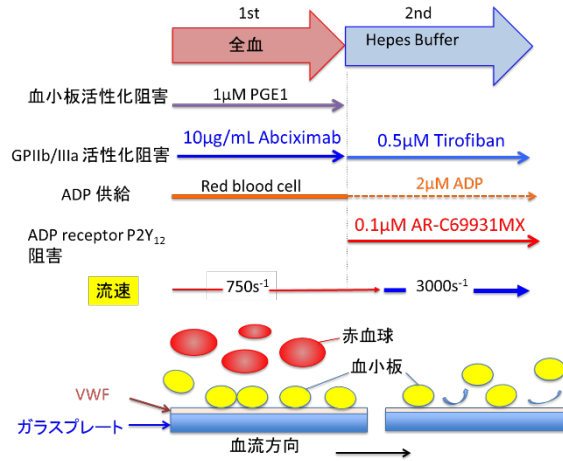 1st
2nd
全血
Hepes Buffer
血小板活性化阻害
1μM PGE1
GPIIb/IIIa 活性化阻害
10μg/mL Abciximab
0.5μM Tirofiban
ADP 供給
Red blood cell
2μM ADP
ADP receptor P2Y₁₂
阻害
0.1μM AR-C69931MX
流速
750s⁻¹
3000s⁻¹
赤血球
血小板
VWF
ガラスプレート
血流方向